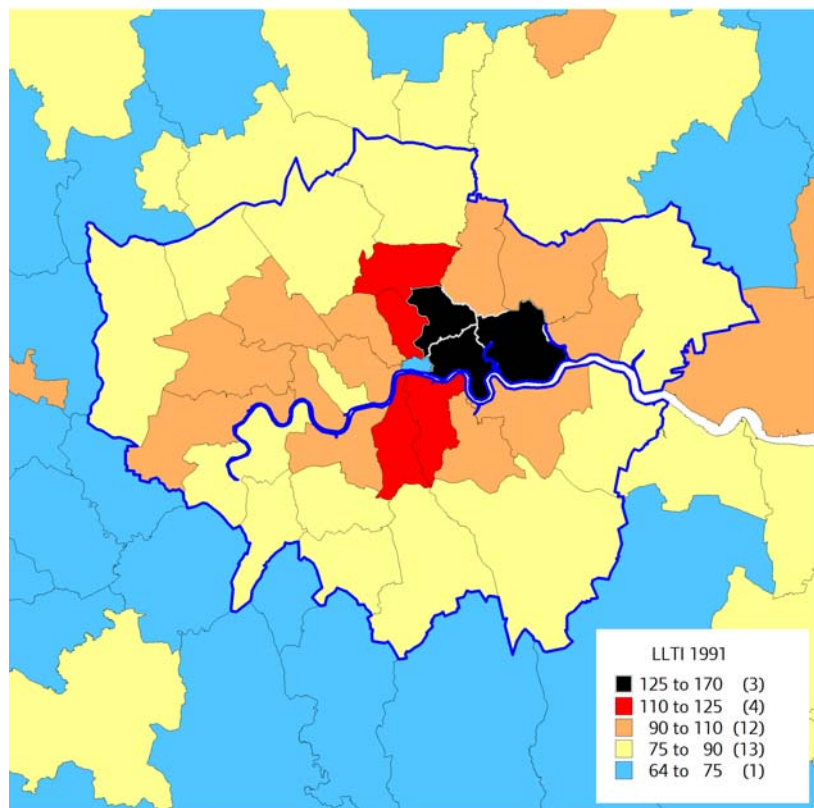 LLTI 1991
125 to 170 (3)
110 to 125 (4)
90 to 110 (12)
75 to 90 (13)
64 to 75 (1)